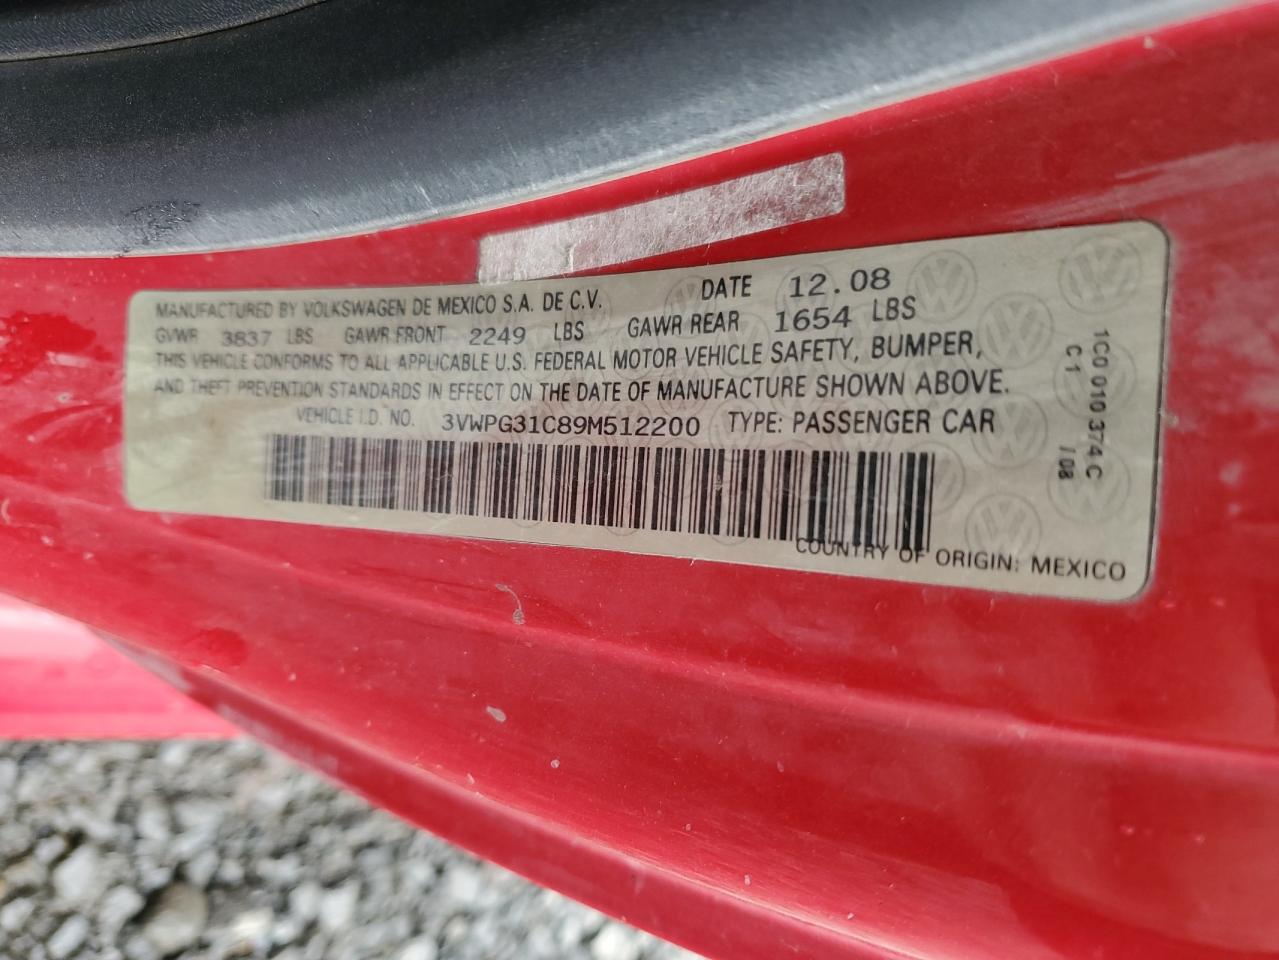 MANUFACTURED BY VOLKSWAGEN DE MEXICO S.A. DE C.V. DATE 12.08
GVWR 3837 LBS GAWR FRONT 2249 LBS GAWR REAR 1654 LBS
THIS VEHICLE CONFORMS TO ALL APPLICABLE U.S. FEDERAL MOTOR VEHICLE SAFETY, BUMPER,
AND THEFT PREVENTION STANDARDS IN EFFECT ON THE DATE OF MANUFACTURE SHOWN ABOVE.
VEHICLE I.D. NO. 3VWPG31C89M512200 TYPE: PASSENGER CAR
COUNTRY OF ORIGIN: MEXICO
1C0 010 374 C
C1 /08